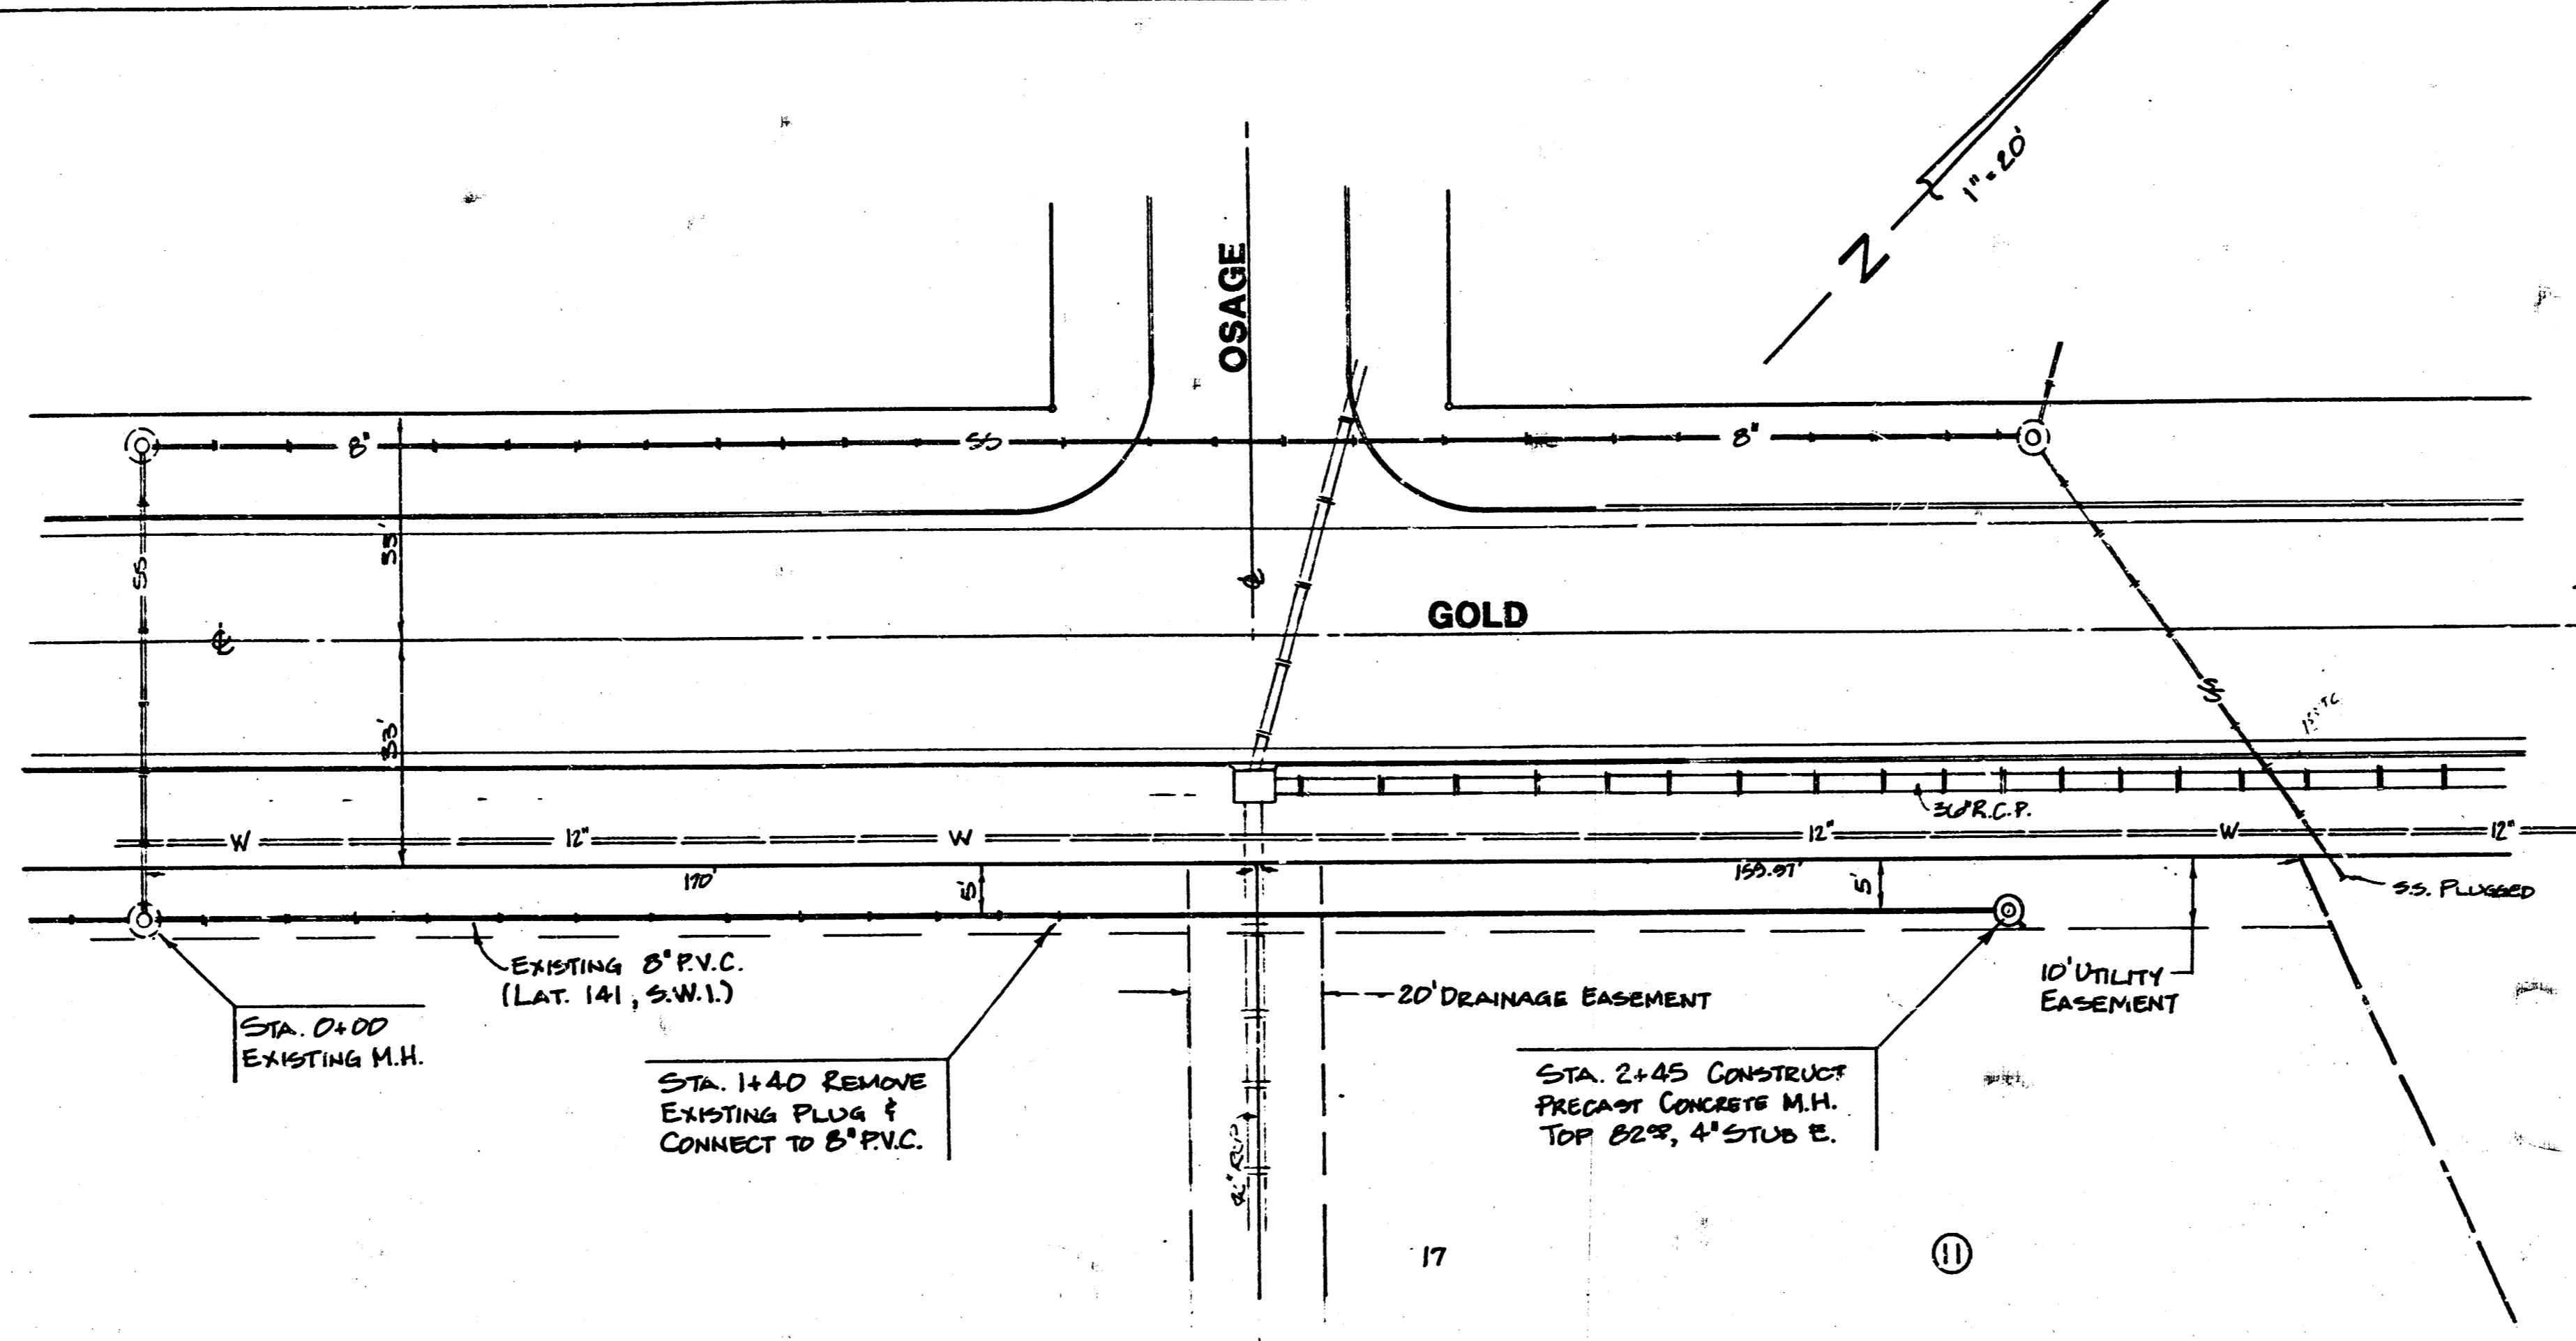 1"=20'
N
OSAGE
8"
SS
8"
33'
SS
GOLD
33'
SS
36"R.C.P.
W
12"
W
12"
W
12"
170'
5'
5'
S.S. PLUGGED
EXISTING 8" P.V.C.
(LAT. 141, S.W.I.)
20' DRAINAGE EASEMENT
10' UTILITY
EASEMENT
STA. 0+00
EXISTING M.H.
STA. 1+40 REMOVE
EXISTING PLUG &
CONNECT TO 8" P.V.C.
STA. 2+45 CONSTRUCT
PRECAST CONCRETE M.H.
TOP, 4" STUB E.
17
11